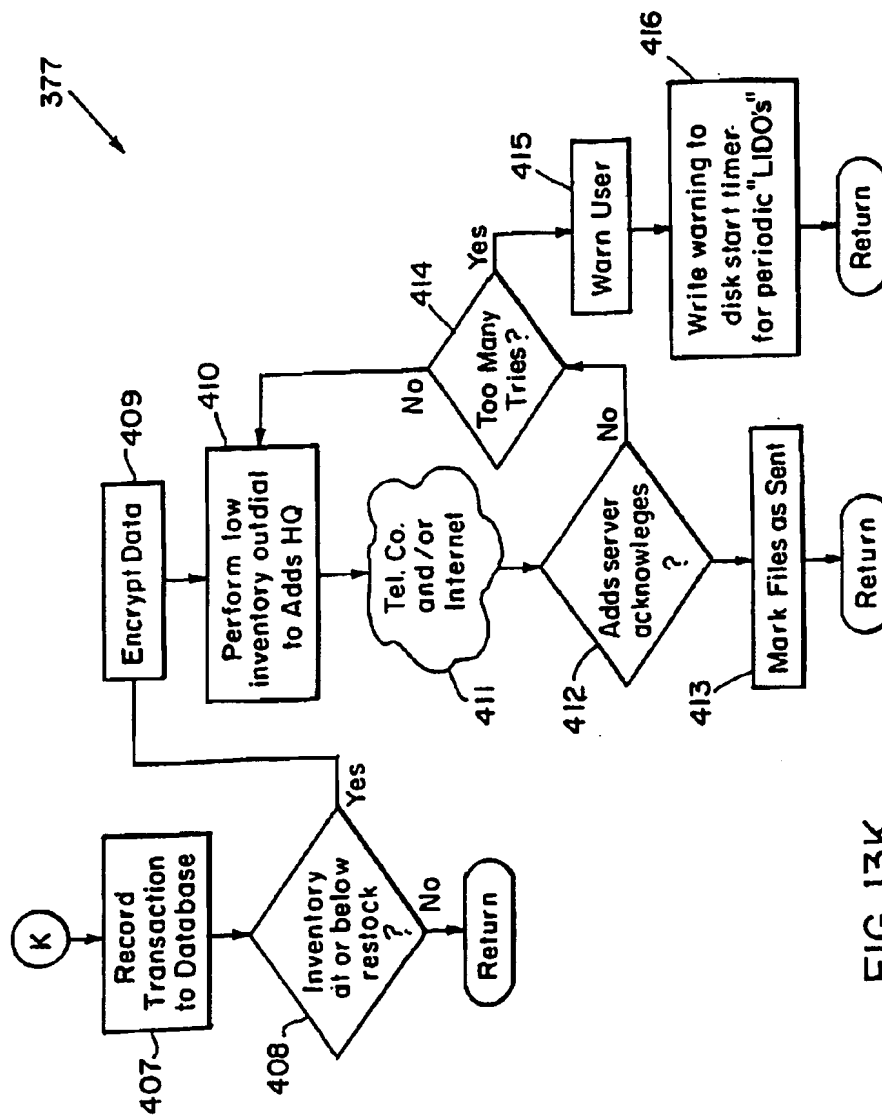 377
K
Record
Transaction
to Database
407
Inventory
at or below
restock
?
408
Yes
No
Return
Encrypt Data
409
Perform low
inventory outdial
to Adds HQ
410
Tel. Co.
and/or
Internet
411
Adds server
acknowleges
?
412
No
Mark Files as Sent
413
Return
Too Many
Tries?
414
No
Yes
Warn User
415
Write warning to
disk start timer-
for periodic "LIDO's"
416
Return
FIG. 13K